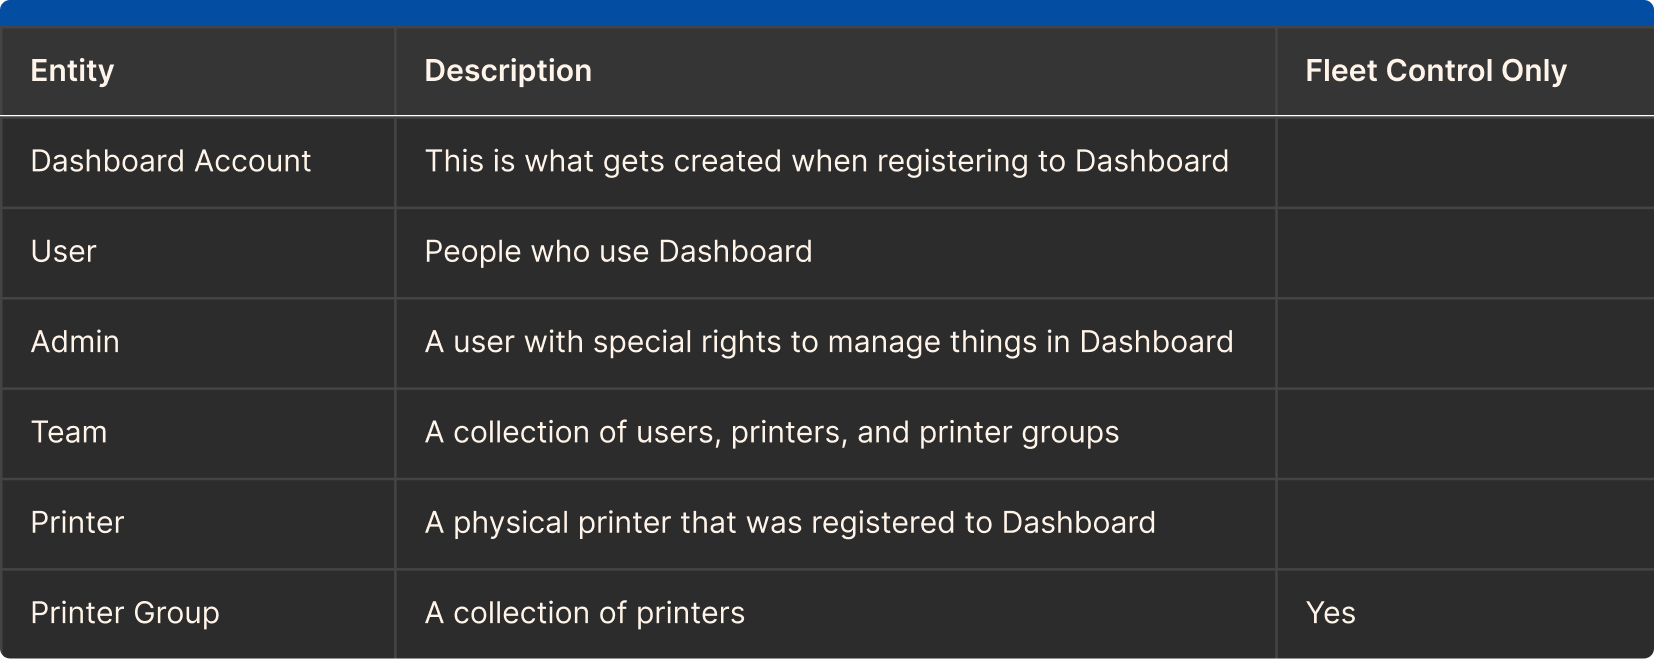 Entity Description Fleet Control Only
Dashboard Account This is what gets created when registering to Dashboard
User People who use Dashboard
Admin A user with special rights to manage things in Dashboard
Team A collection of users, printers, and printer groups
Printer A physical printer that was registered to Dashboard
Printer Group A collection of printers Yes